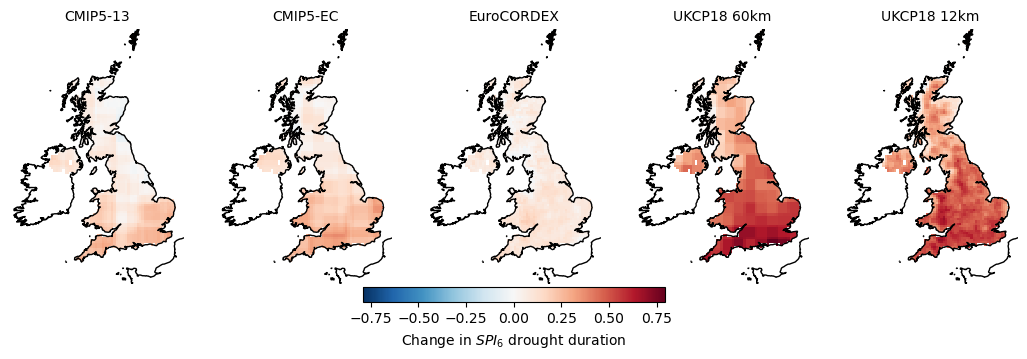 CMIP5-13 CMIP5-EC EuroCORDEX UKCP18 60km UKCP18 12km
−0.75 −0.50 −0.25 0.00 0.25 0.50 0.75
Change in SPI₆ drought duration